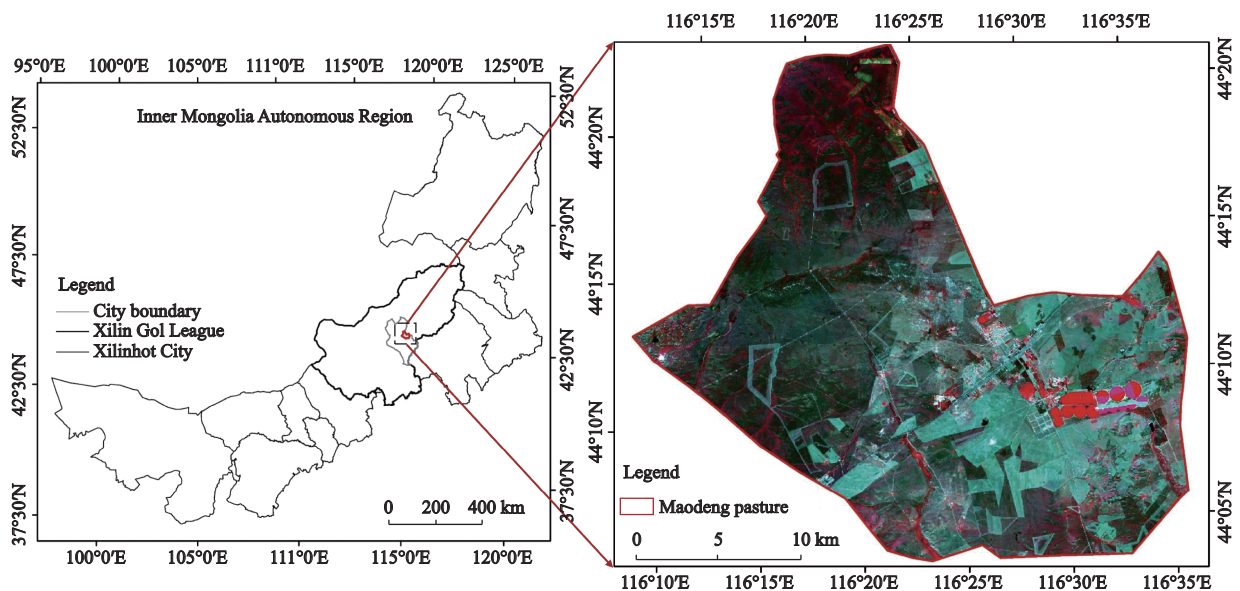 116°15′E 116°20′E 116°25′E 116°30′E 116°35′E
95°0′E 100°0′E 105°0′E 110°0′E 115°0′E 120°0′E 125°0′E
Inner Mongolia Autonomous Region
52°30′N
47°30′N
42°30′N
37°30′N
52°30′N
47°30′N
42°30′N
37°30′N
Legend
City boundary
Xilin Gol League
Xilinhot City
0 200 400 km
100°0′E 105°0′E 110°0′E 115°0′E 120°0′E
44°20′N
44°15′N
44°10′N
44°20′N
44°15′N
44°10′N
44°05′N
Legend
Maodeng pasture
0 5 10 km
116°10′E 116°15′E 116°20′E 116°25′E 116°30′E 116°35′E